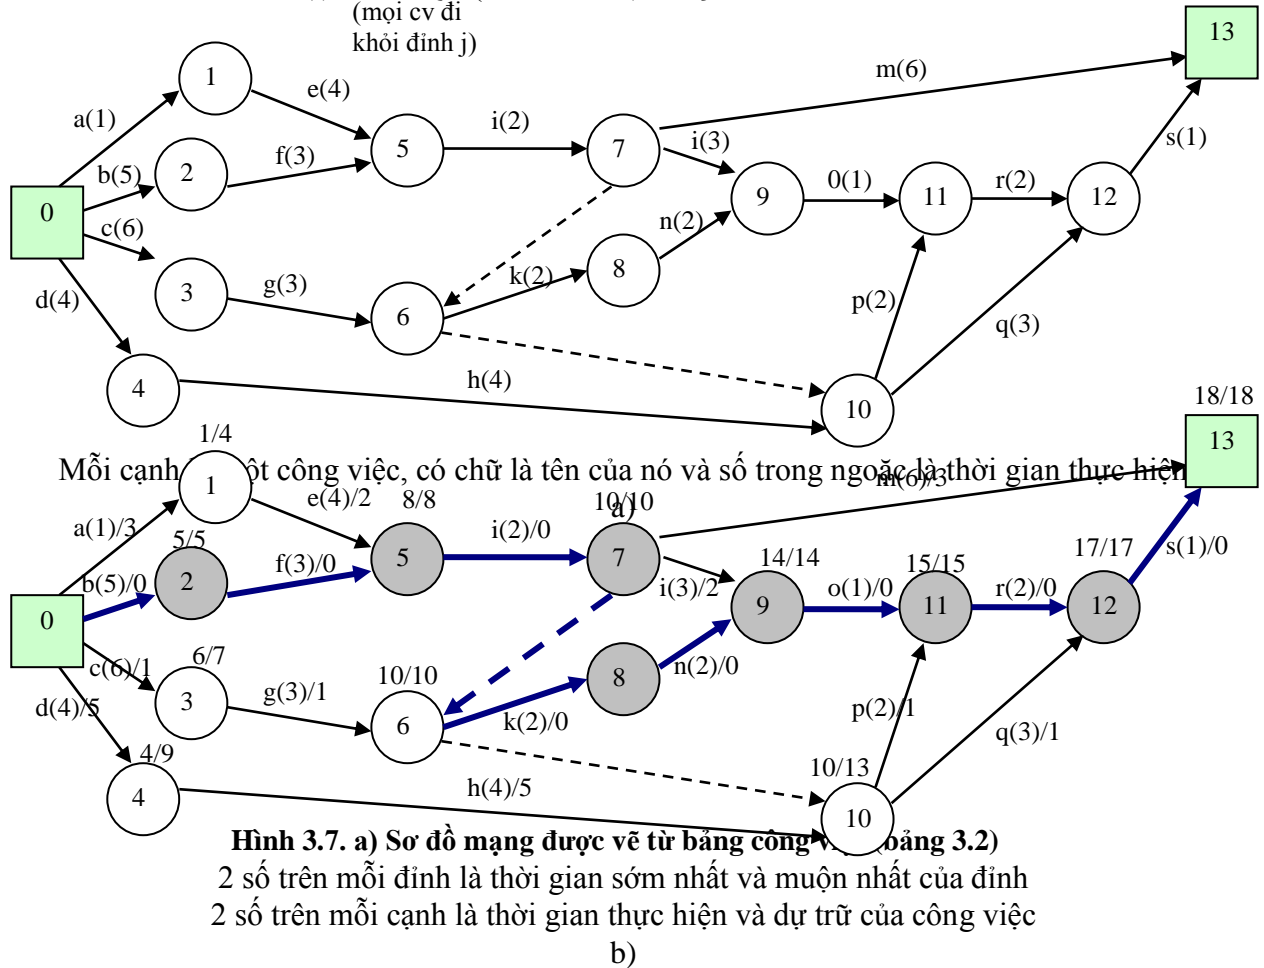 (mọi cv đi
khỏi đỉnh j)
13
m(6)
1
e(4)
a(1)
i(2)
i(3)
s(1)
5
7
b(5)
2
f(3)
0
c(6)
9
0(1)
11
r(2)
12
n(2)
8
k(2)
d(4)
3
g(3)
6
p(2)
q(3)
4
h(4)
10
18/18
13
1/4
Mỗi cạnh một công việc, có chữ là tên của nó và số trong ngoặc là thời gian thực hiện
a)
1
e(4)/2
8/8
10/10
m(6)/3
a(1)/3
5/5
i(2)/0
s(1)/0
b(5)/0
2
f(3)/0
5
7
i(3)/2
14/14
15/15
17/17
0
9
o(1)/0
11
r(2)/0
12
c(6)/1
6/7
10/10
8
n(2)/0
d(4)/5
3
g(3)/1
6
k(2)/0
p(2)/1
q(3)/1
4/9
4
h(4)/5
10/13
10
Hình 3.7. a) Sơ đồ mạng được vẽ từ bảng công (bảng 3.2)
2 số trên mỗi đỉnh là thời gian sớm nhất và muộn nhất của đỉnh
2 số trên mỗi cạnh là thời gian thực hiện và dự trữ của công việc
b)